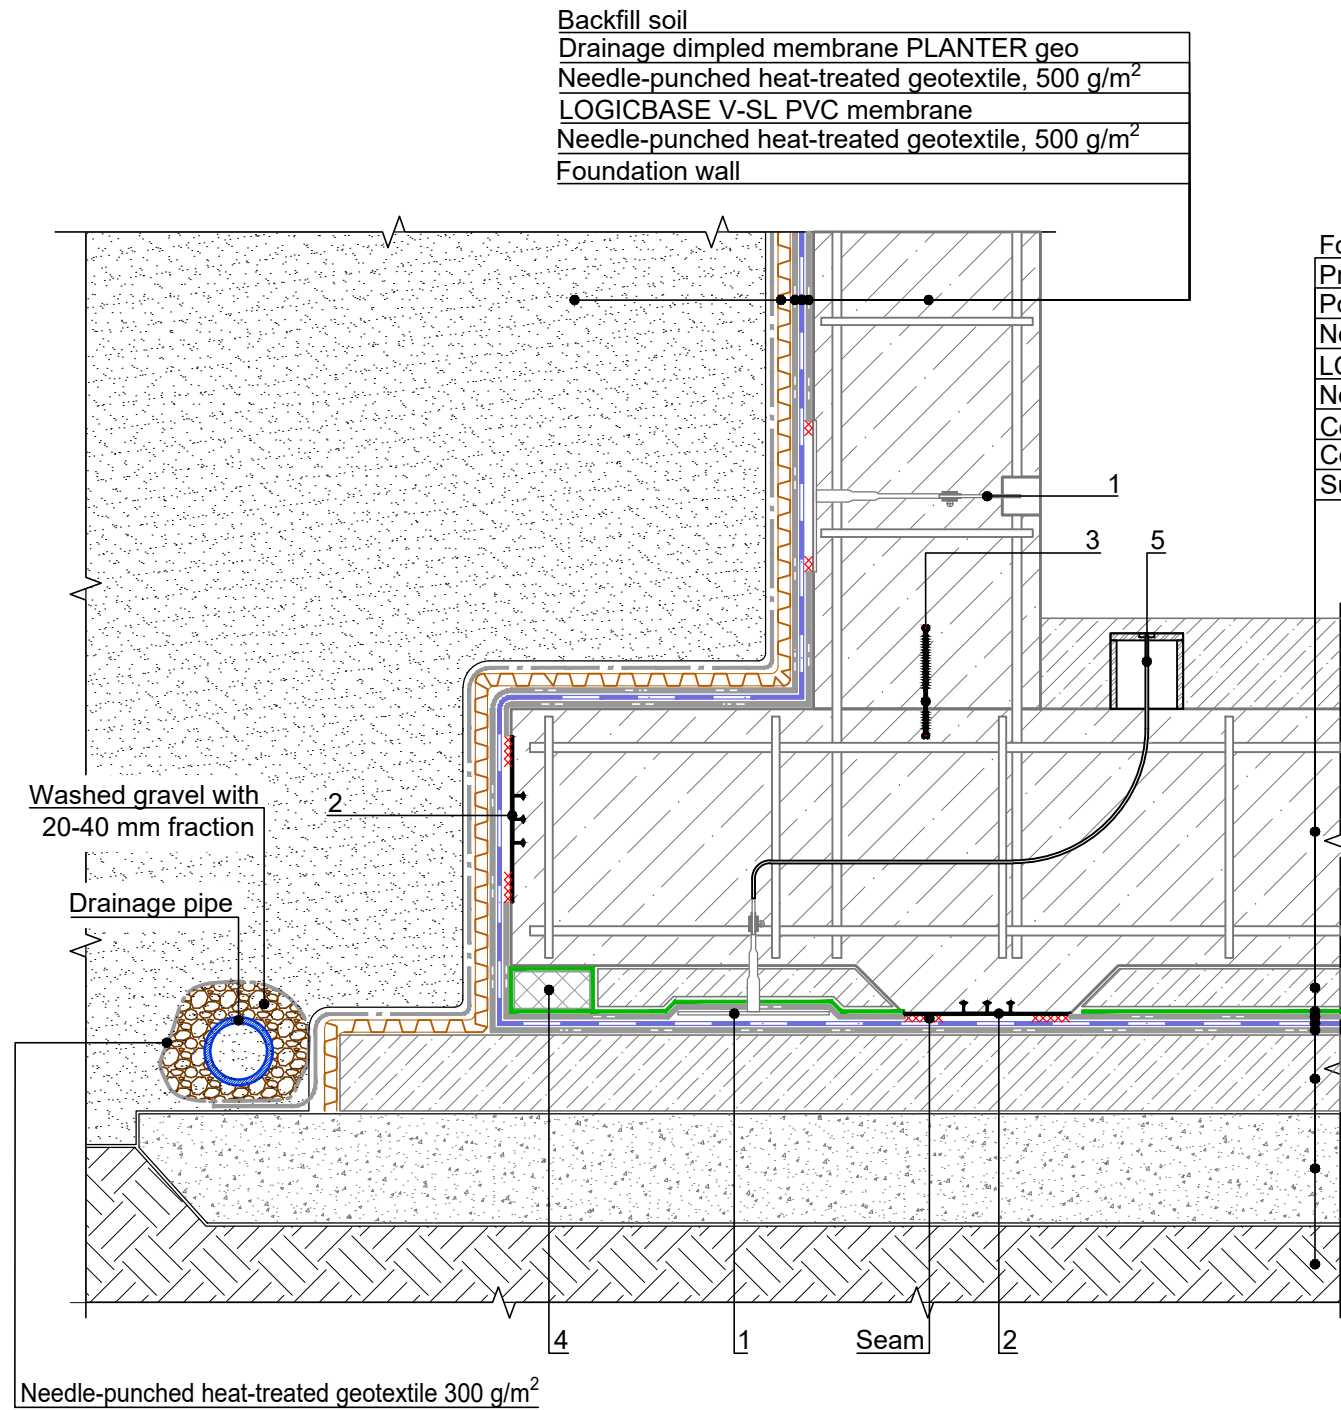 Backfill soil
Drainage dimpled membrane PLANTER geo
Needle-punched heat-treated geotextile, 500 g/m²
LOGICBASE V-SL PVC membrane
Needle-punched heat-treated geotextile, 500 g/m²
Foundation wall
1
3
5
Washed gravel with
20-40 mm fraction
2
Drainage pipe
4
1
Seam
2
Needle-punched heat-treated geotextile 300 g/m²